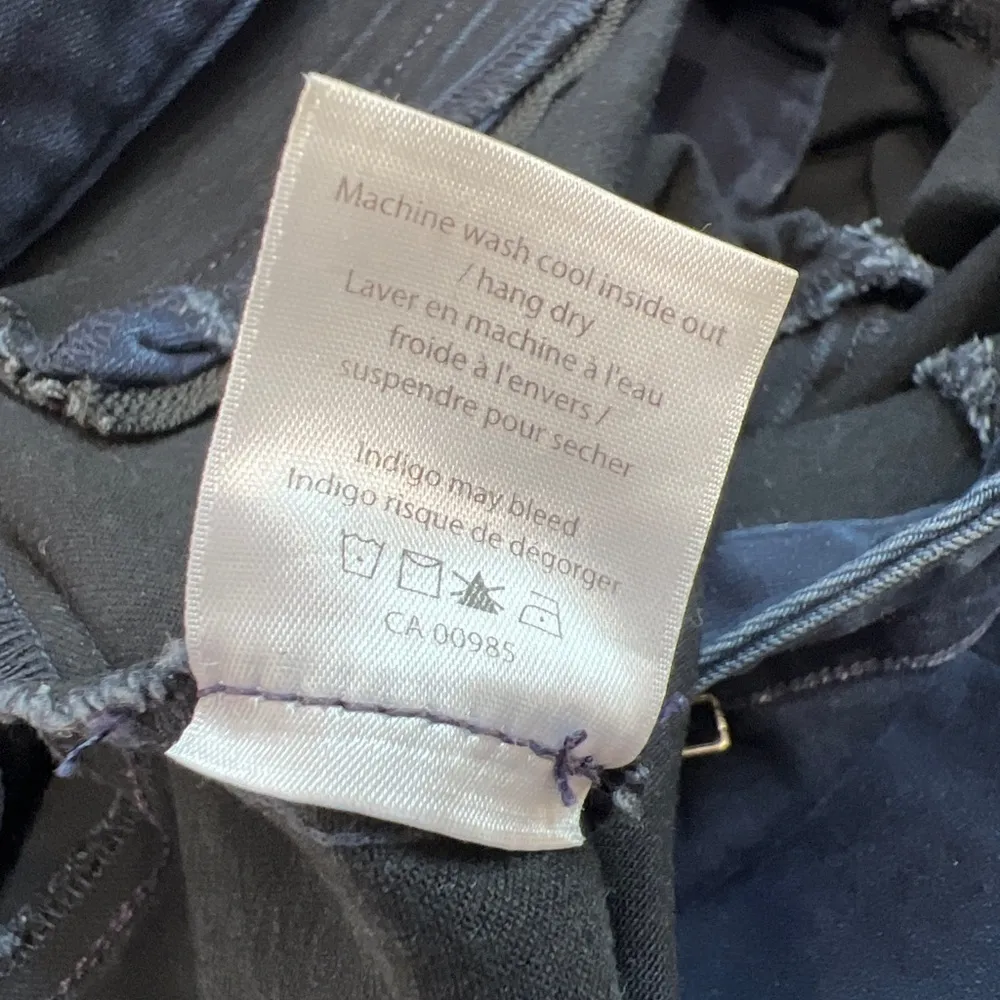 Machine wash cool inside out
/ hang dry
Laver en machine à l'eau
froide à l'envers /
suspendre pour secher
Indigo may bleed
Indigo risque de dégorger
CA 00985